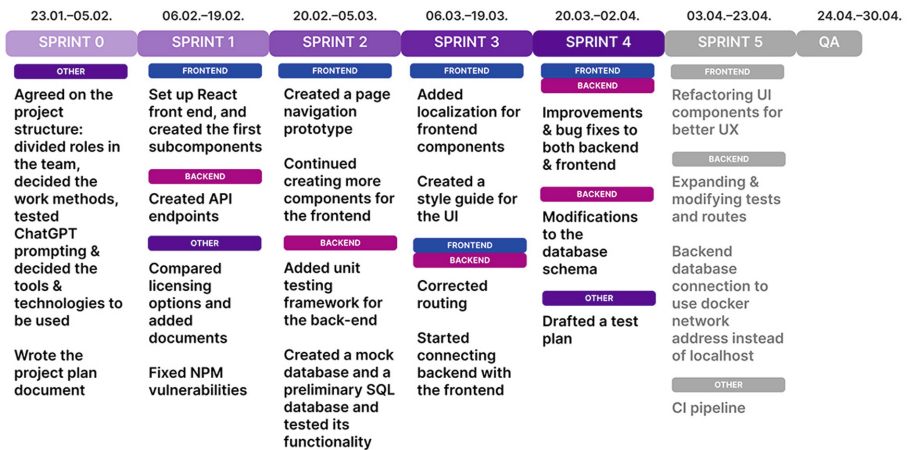 23.01.–05.02.
06.02.–19.02.
20.02.–05.03.
06.03.–19.03.
20.03.–02.04.
03.04.–23.04.
24.04.–30.04.
SPRINT 0
SPRINT 1
SPRINT 2
SPRINT 3
SPRINT 4
SPRINT 5
QA
OTHER
Agreed on the
project
structure:
divided roles in
the team,
decided the
work methods,
tested
ChatGPT
prompting &
decided the
tools &
technologies to
be used
Wrote the
project plan
document
FRONTEND
Set up React
front end, and
created the first
subcomponents
BACKEND
Created API
endpoints
OTHER
Compared
licensing
options and
added
documents
Fixed NPM
vulnerabilities
FRONTEND
Created a page
navigation
prototype
Continued
creating more
components for
the frontend
BACKEND
Added unit
testing
framework for
the back-end
Created a mock
database and a
preliminary SQL
database and
tested its
functionality
FRONTEND
Added
localization for
frontend
components
Created a
style guide for
the UI
FRONTEND
BACKEND
Corrected
routing
Started
connecting
backend with
the frontend
FRONTEND
BACKEND
Improvements
& bug fixes to
both backend
& frontend
BACKEND
Modifications
to the
database
schema
OTHER
Drafted a test
plan
FRONTEND
Refactoring UI
components for
better UX
BACKEND
Expanding &
modifying tests
and routes
Backend
database
connection to
use docker
network
address instead
of localhost
OTHER
CI pipeline